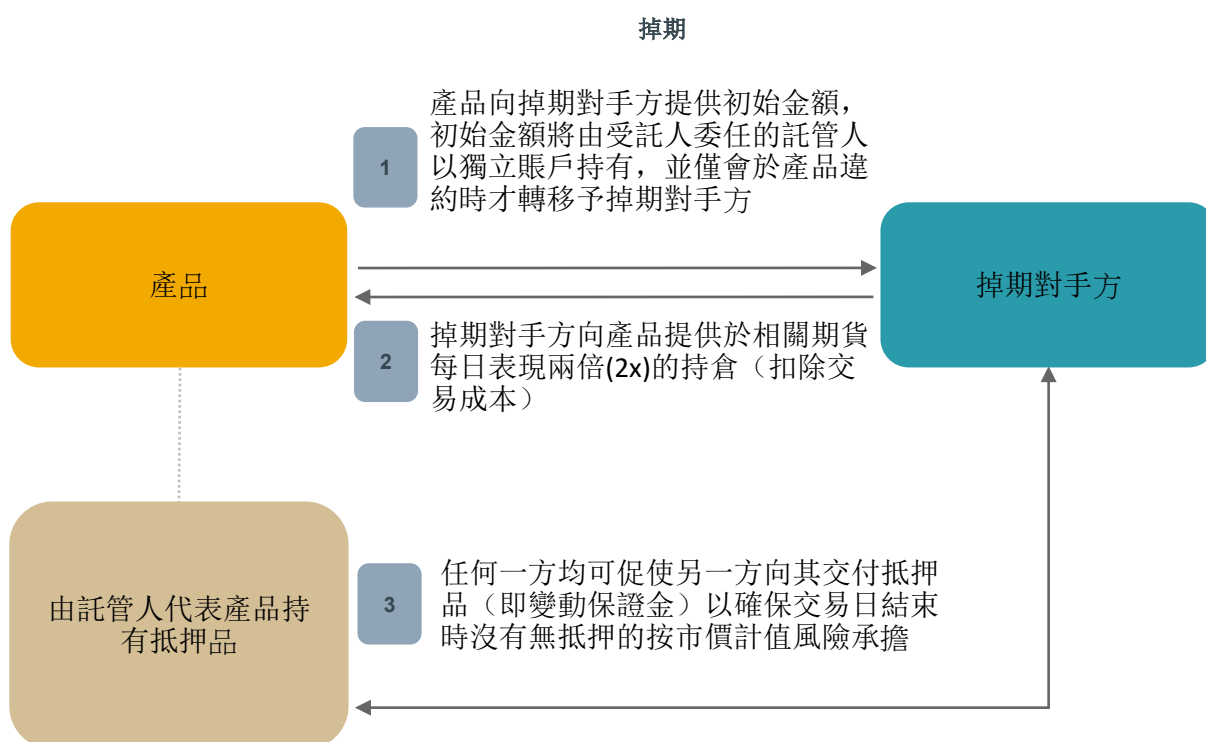 掉期
產品向掉期對手方提供初始金額，
初始金額將由受託人委任的託管人
以獨立賬戶持有，並僅會於產品違
約時才轉移予掉期對手方
1
產品
掉期對手方
掉期對手方向產品提供於相關期貨
每日表現兩倍(2x)的持倉（扣除交
易成本）
2
由託管人代表產品持
有抵押品
任何一方均可促使另一方向其交付抵押
品（即變動保證金）以確保交易日結束
時沒有無抵押的按市價計值風險承擔
3